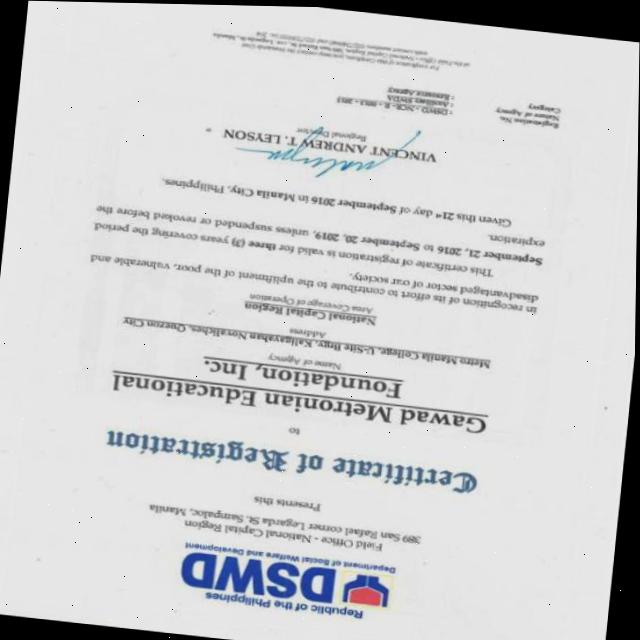 Republic of the Philippines
DSWD
Department of Social Welfare and Development
Field Office - National Capital Region
389 San Rafael corner Legarda St. Sampaloc, Manila
Presents this
Certificate of Registration
to
Gawad Metronian Educational
Foundation, Inc.
Name of Agency
Metro Manila College, U-Site Brgy. Kaligayahan Novaliches, Quezon City
Address
National Capital Region
Area Coverage of Operation
in recognition of its effort to contribute to the upliftment of the poor, vulnerable and
disadvantaged sector of our society.
This certificate of registration is valid for three (3) years covering the period
September 21, 2016 to September 20, 2019, unless suspended or revoked before the
expiration.
Given this 21st day of September 2016 in Manila City, Philippines.
VINCENT ANDREW T. LEYSON
Regional Director
Registration No.
Nature of Agency : Auxiliary SWDA
Category : Resource Agency